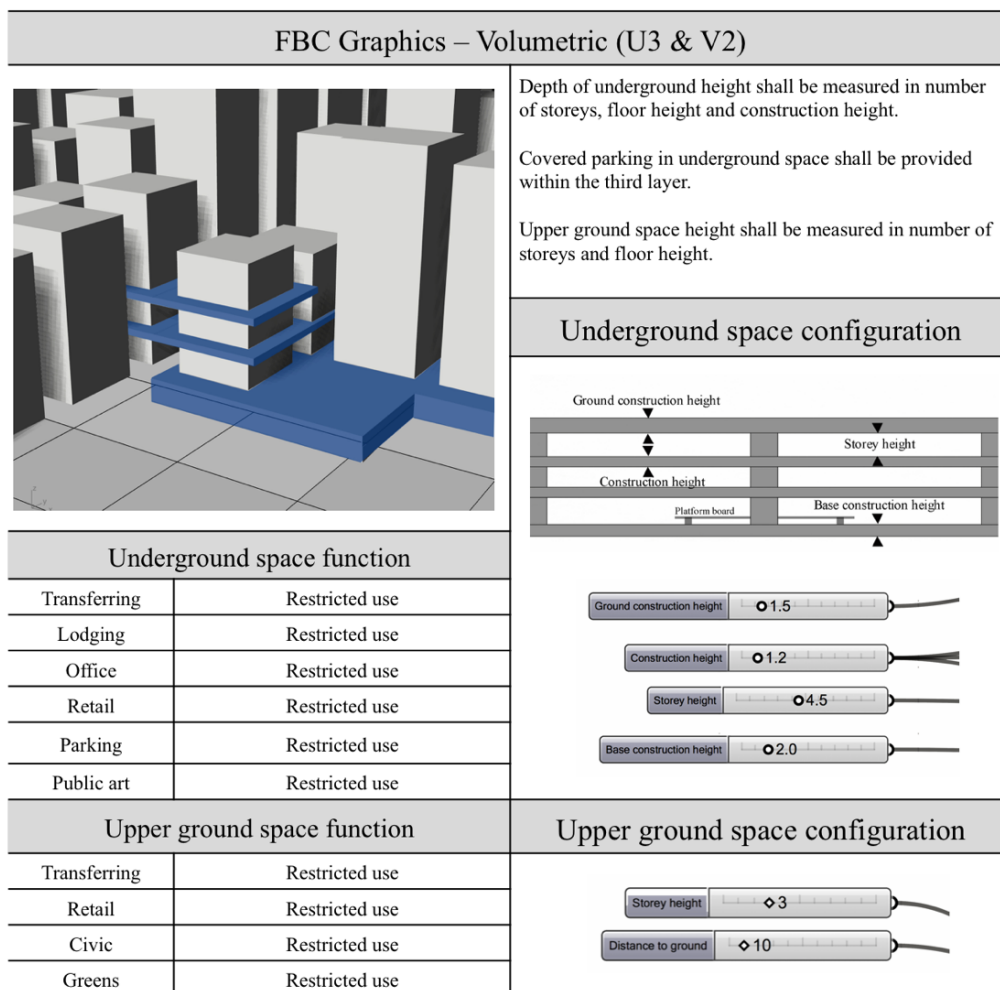 FBC Graphics – Volumetric (U3 & V2)
Depth of underground height shall be measured in number
of storeys, floor height and construction height.
Covered parking in underground space shall be provided
within the third layer.
Upper ground space height shall be measured in number of
storeys and floor height.
Underground space configuration
Ground construction height
Storey height
Construction height
Platform board
Base construction height
Ground construction height 1.5
Construction height 1.2
Storey height 4.5
Base construction height 2.0
Underground space function
Transferring Restricted use
Lodging Restricted use
Office Restricted use
Retail Restricted use
Parking Restricted use
Public art Restricted use
Upper ground space function
Transferring Restricted use
Retail Restricted use
Civic Restricted use
Greens Restricted use
Upper ground space configuration
Storey height 3
Distance to ground 10